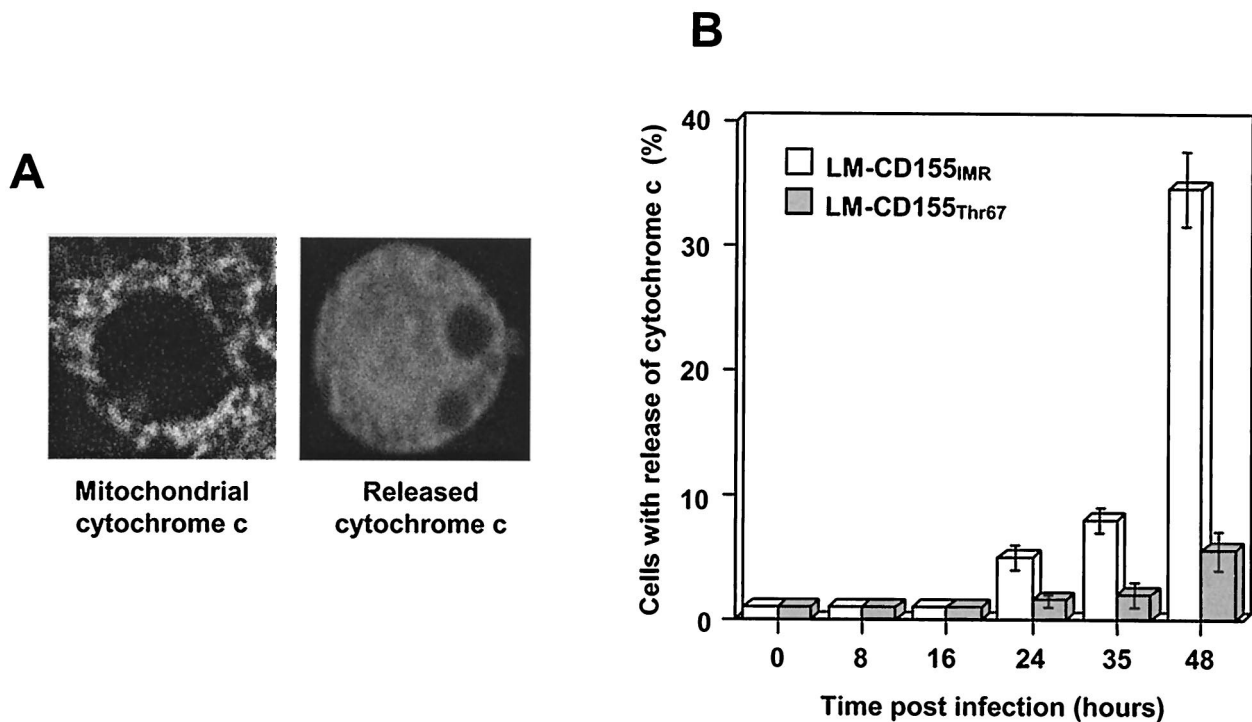 A
Mitochondrial
cytochrome c
Released
cytochrome c
B
Cells with release of cytochrome c (%)
40
30
20
10
0
LM-CD155IMR
LM-CD155Thr67
0 8 16 24 35 48
Time post infection (hours)